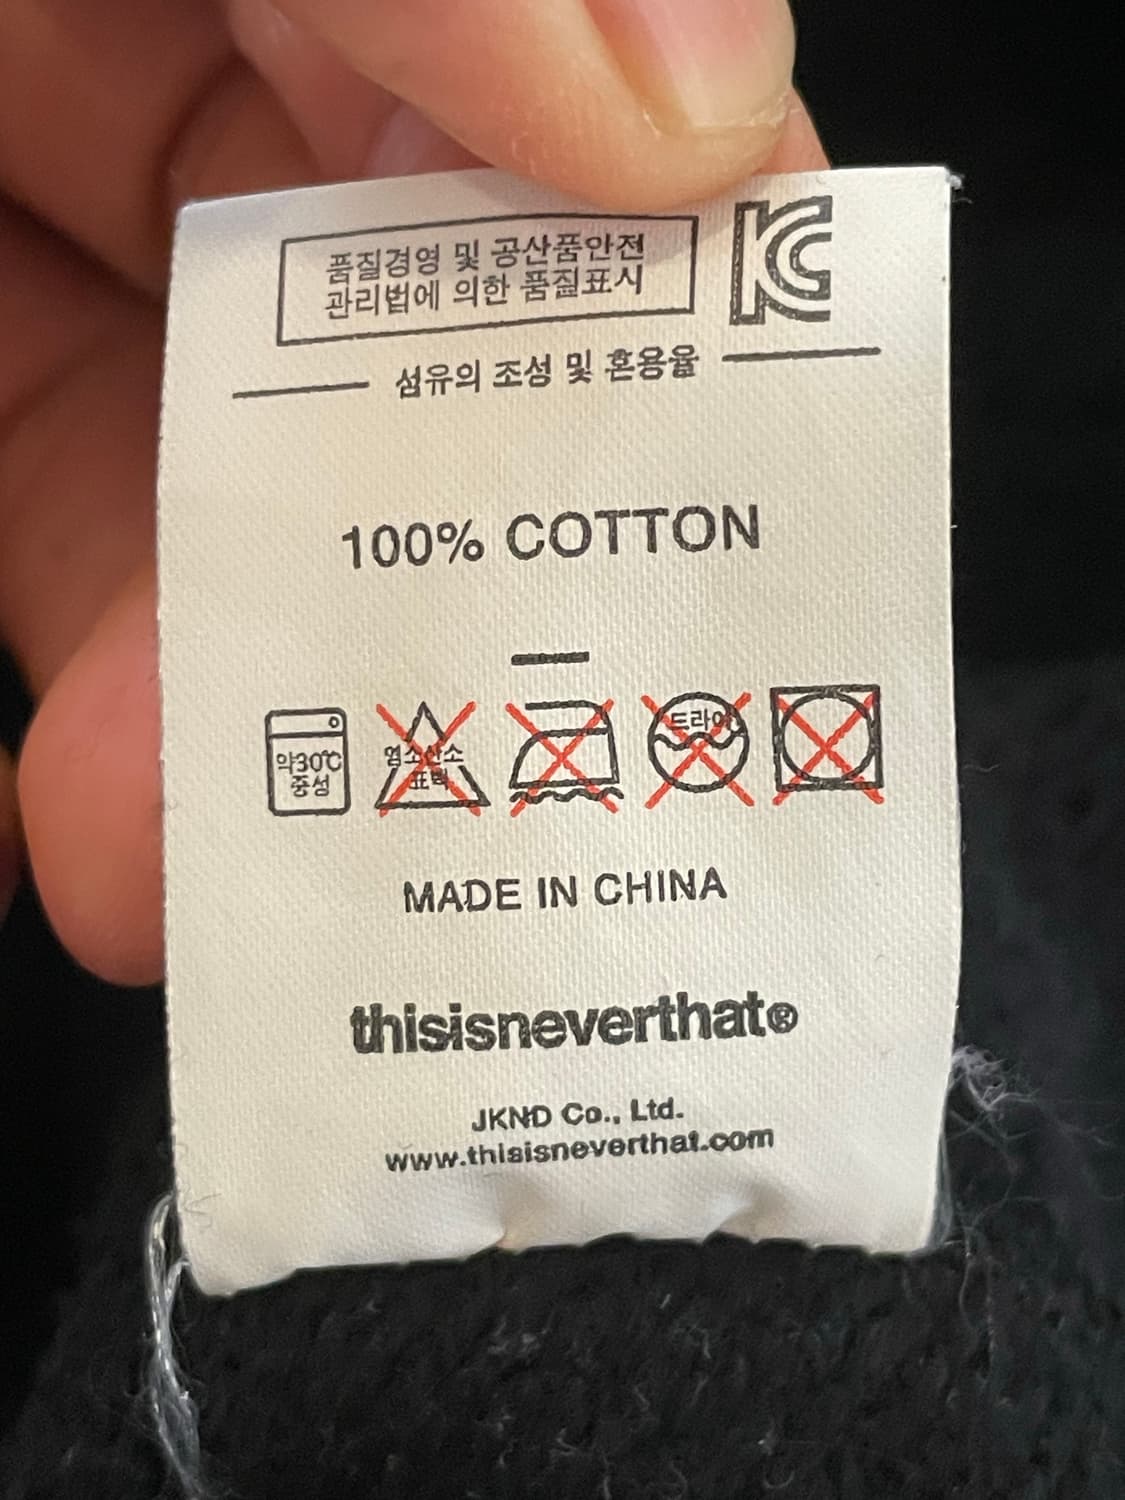 품질경영 및 공산품안전
관리법에 의한 품질표시
KC
섬유의 조성 및 혼용율
100% COTTON
약30℃
중성
염소산소
표백
드라이
MADE IN CHINA
thisisneverthat®
JKND Co., Ltd.
www.thisisneverthat.com